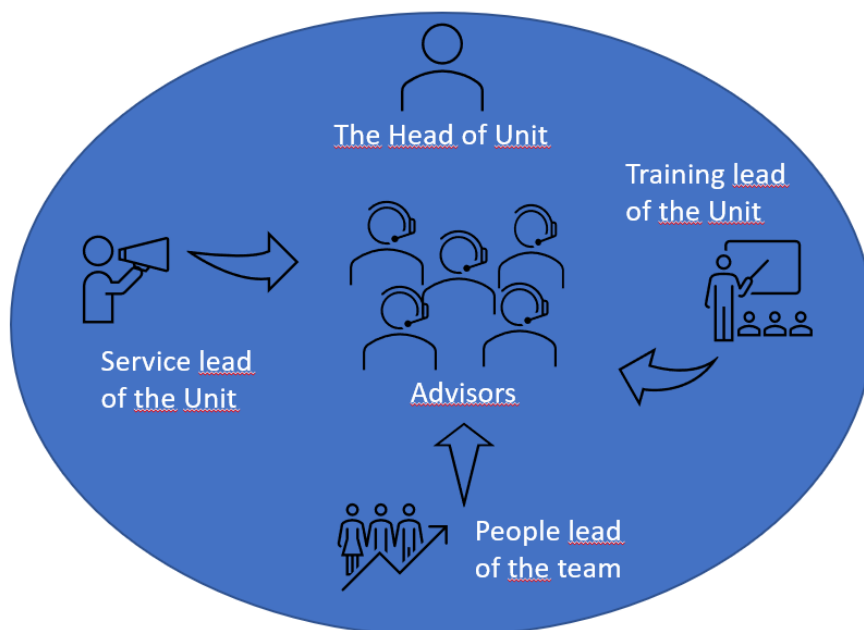 The Head of Unit
Training lead
of the Unit
Service lead
of the Unit
Advisors
People lead
of the team